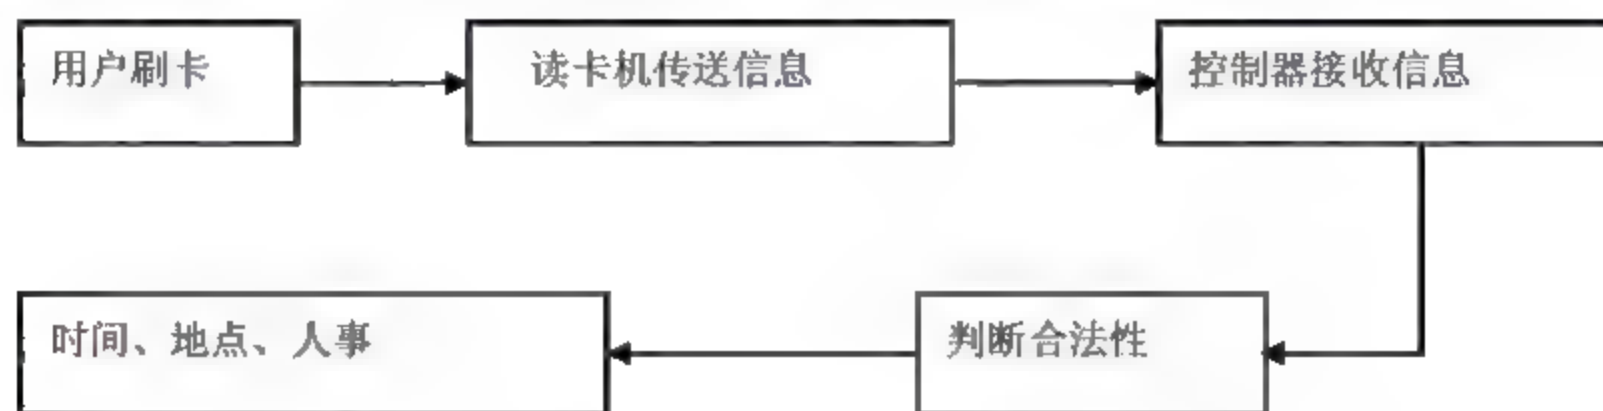 用户刷卡
读卡机传送信息
控制器接收信息
判断合法性
时间、地点、人事